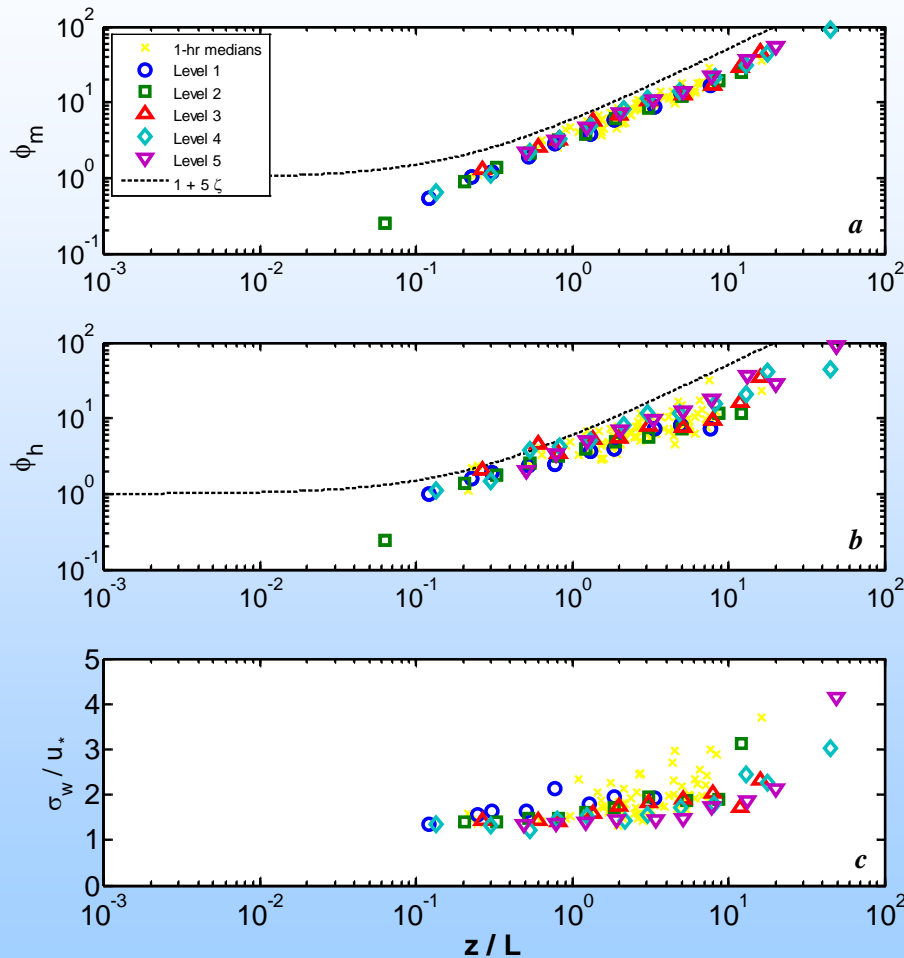 10^2
10^1
10^0
10^-1
ϕ_m
1-hr medians
Level 1
Level 2
Level 3
Level 4
Level 5
1 + 5 ζ
a
10^-3 10^-2 10^-1 10^0 10^1 10^2
10^2
10^1
10^0
10^-1
ϕ_h
b
10^-3 10^-2 10^-1 10^0 10^1 10^2
5
4
3
2
1
0
σ_w / u_*
c
10^-3 10^-2 10^-1 10^0 10^1 10^2
z / L